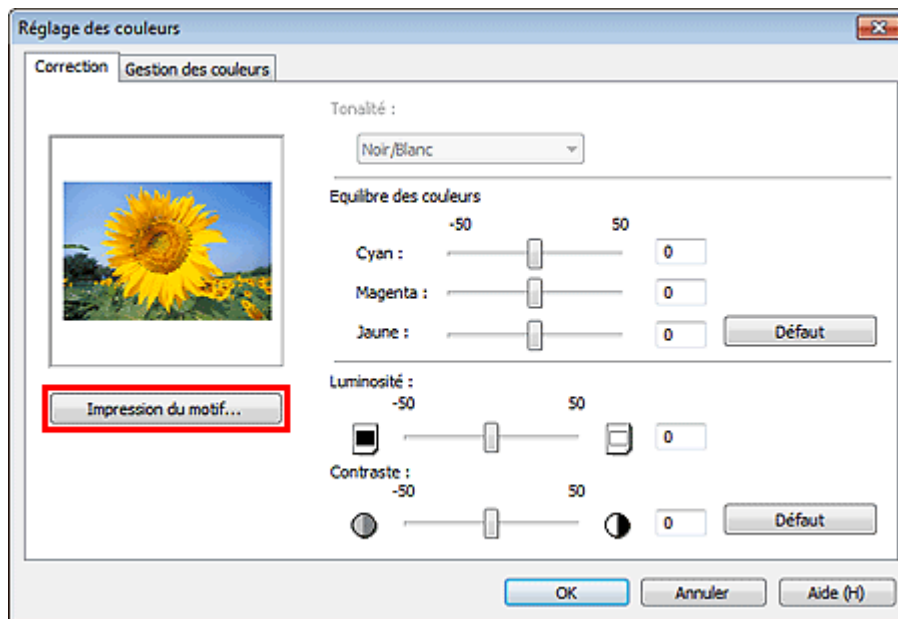 Réglage des couleurs
Correction
Gestion des couleurs
Tonalité :
Noir/Blanc
Equilibre des couleurs
-50 50
Cyan : 0
Magenta : 0
Jaune : 0 Défaut
Impression du motif...
Luminosité :
-50 50
0
Contraste :
-50 50
0 Défaut
OK Annuler Aide (H)